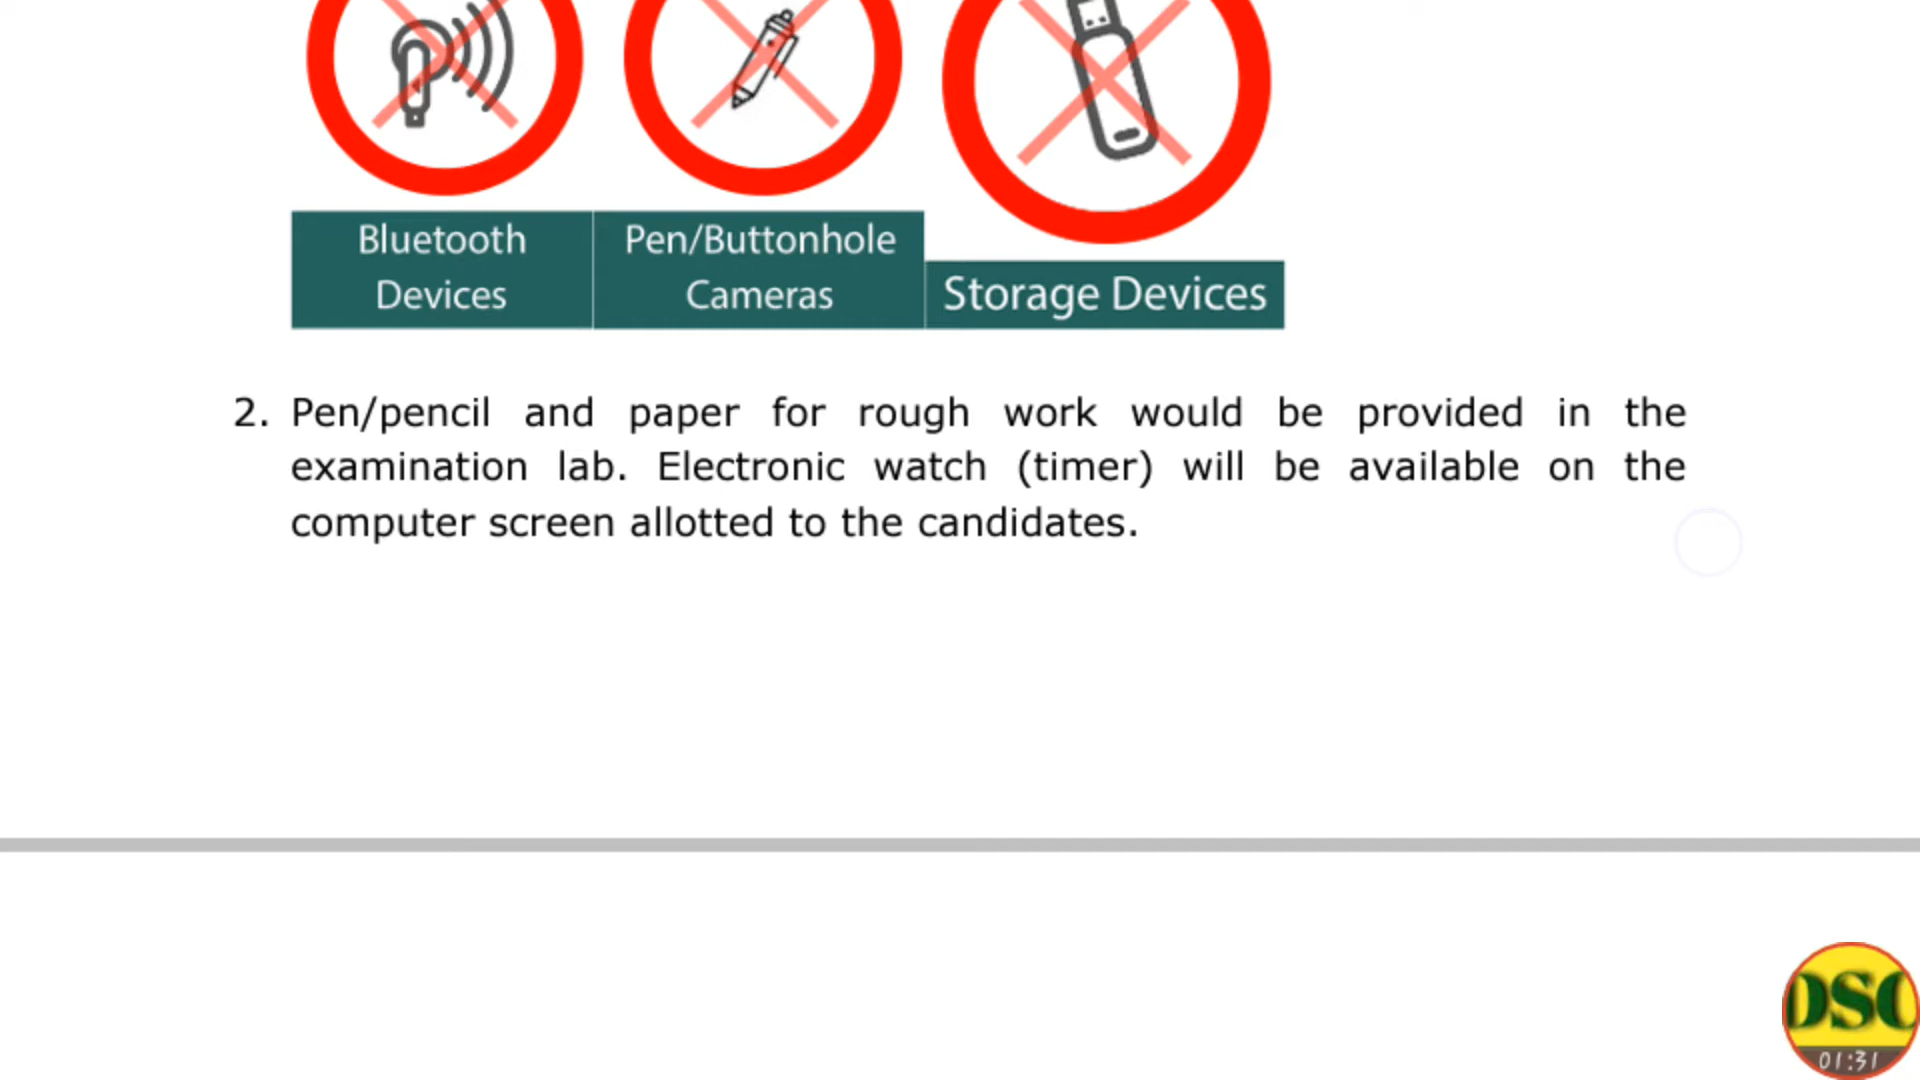 Bluetooth
Devices
Pen/Buttonhole
Cameras
Storage Devices
2. Pen/pencil and paper for rough work would be provided in the
examination lab. Electronic watch (timer) will be available on the
computer screen allotted to the candidates.
DSC
01:31